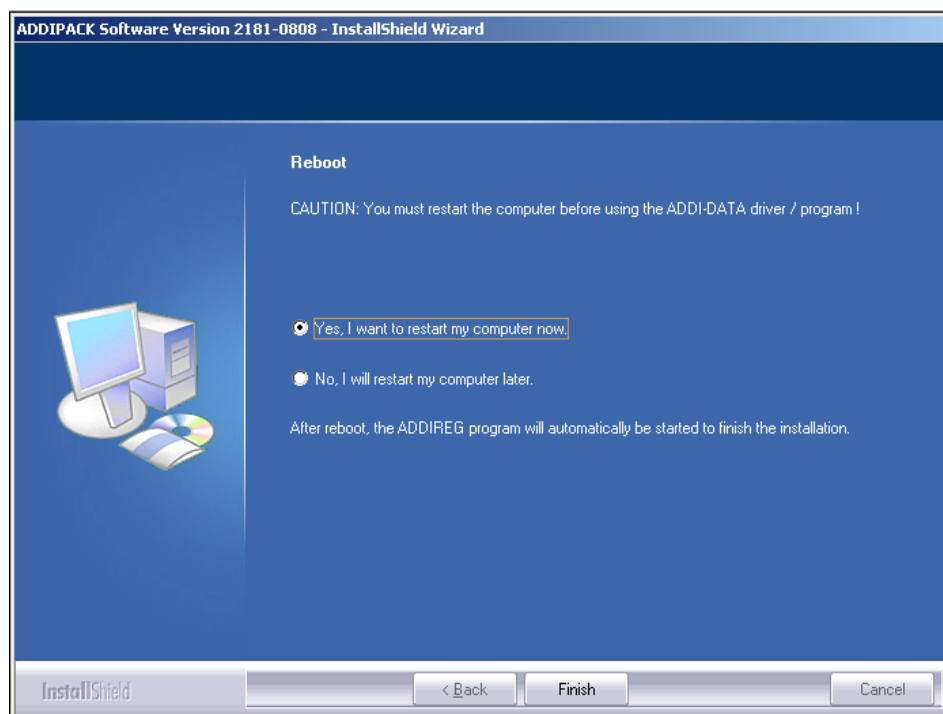 ADDIPACK Software Version 2181-0808 - InstallShield Wizard
Reboot
CAUTION: You must restart the computer before using the ADDI-DATA driver / program !
Yes, I want to restart my computer now.
No, I will restart my computer later.
After reboot, the ADDIREG program will automatically be started to finish the installation.
InstallShield
< Back
Finish
Cancel